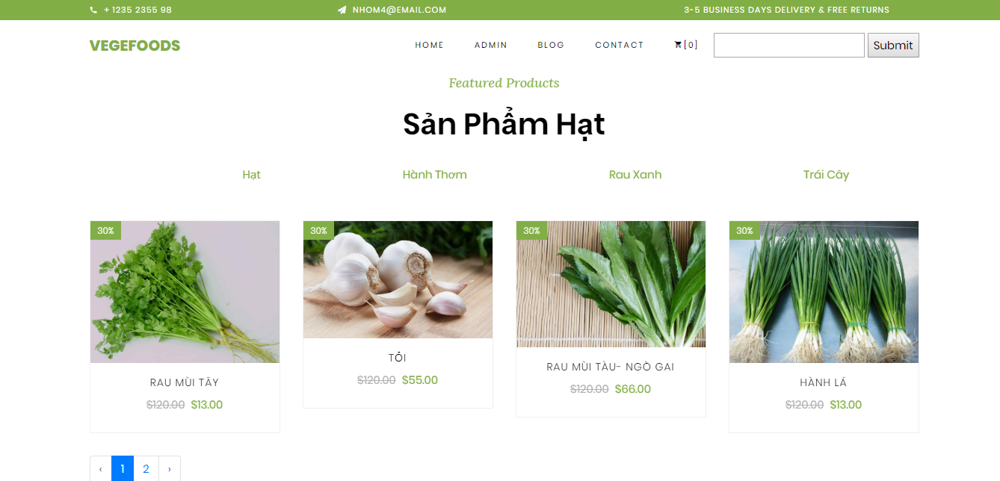 + 1235 2355 98 NHOM4@EMAIL.COM 3-5 BUSINESS DAYS DELIVERY & FREE RETURNS
VEGEFOODS HOME ADMIN BLOG CONTACT [0] Submit
Featured Products
Sản Phẩm Hạt
Hạt Hành Thơm Rau Xanh Trái Cây
30% 30% 30% 30%
RAU MÙI TÂY
$120.00 $13.00
TỎI
$120.00 $55.00
RAU MÙI TÀU- NGÒ GAI
$120.00 $66.00
HÀNH LÁ
$120.00 $13.00
‹ 1 2 ›